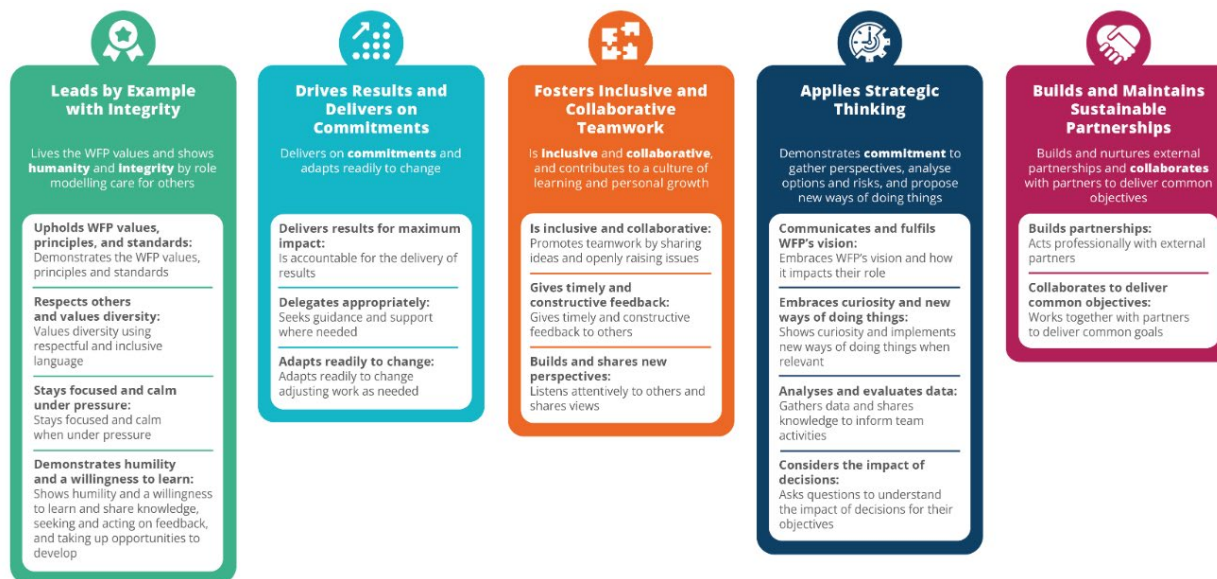 Leads by Example
with Integrity
Lives the WFP values and shows
humanity and integrity by role
modelling care for others
Upholds WFP values,
principles, and standards:
Demonstrates the WFP values,
principles and standards
Respects others
and values diversity:
Values diversity using
respectful and inclusive
language
Stays focused and calm
under pressure:
Stays focused and calm
when under pressure
Demonstrates humility
and a willingness to learn:
Shows humility and a willingness
to learn and share knowledge,
seeking and acting on feedback,
and taking up opportunities to
develop
Drives Results and
Delivers on
Commitments
Delivers on commitments and
adapts readily to change
Delivers results for maximum
impact:
Is accountable for the delivery of
results
Delegates appropriately:
Seeks guidance and support
where needed
Adapts readily to change:
Adapts readily to change
adjusting work as needed
Fosters Inclusive and
Collaborative
Teamwork
Is inclusive and collaborative,
and contributes to a culture of
learning and personal growth
Is inclusive and collaborative:
Promotes teamwork by sharing
ideas and openly raising issues
Gives timely and
constructive feedback:
Gives timely and constructive
feedback to others
Builds and shares new
perspectives:
Listens attentively to others and
shares views
Applies Strategic
Thinking
Demonstrates commitment to
gather perspectives, analyse
options and risks, and propose
new ways of doing things
Communicates and fulfils
WFP's vision:
Embraces WFP's vision and how
it impacts their role
Embraces curiosity and new
ways of doing things:
Shows curiosity and implements
new ways of doing things when
relevant
Analyses and evaluates data:
Gathers data and shares
knowledge to inform team
activities
Considers the impact of
decisions:
Asks questions to understand
the impact of decisions for their
objectives
Builds and Maintains
Sustainable
Partnerships
Builds and nurtures external
partnerships and collaborates
with partners to deliver common
objectives
Builds partnerships:
Acts professionally with external
partners
Collaborates to deliver
common objectives:
Works together with partners
to deliver common goals